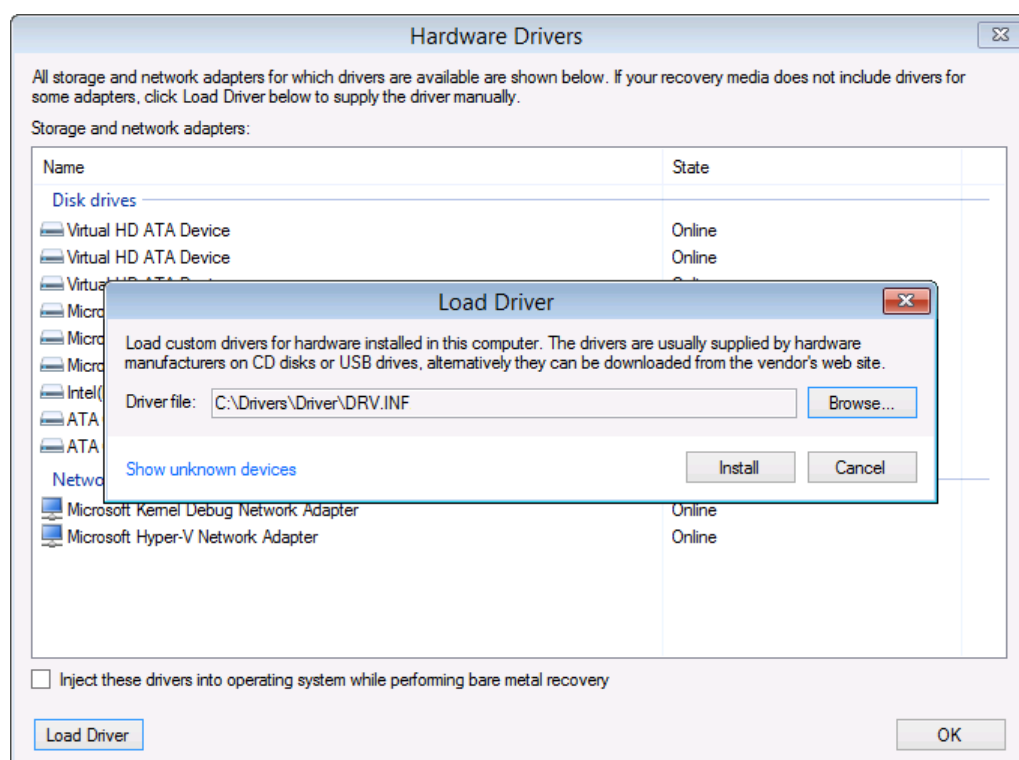 Hardware Drivers
All storage and network adapters for which drivers are available are shown below. If your recovery media does not include drivers for
some adapters, click Load Driver below to supply the driver manually.
Storage and network adapters:
Name State
Disk drives
Virtual HD ATA Device Online
Virtual HD ATA Device Online
Load Driver
Load custom drivers for hardware installed in this computer. The drivers are usually supplied by hardware
manufacturers on CD disks or USB drives, alternatively they can be downloaded from the vendor's web site.
Driver file: C:\Drivers\Driver\DRV.INF Browse...
Intel(
ATA
ATA
Show unknown devices Install Cancel
Microsoft Kernel Debug Network Adapter Online
Microsoft Hyper-V Network Adapter Online
Inject these drivers into operating system while performing bare metal recovery
Load Driver OK